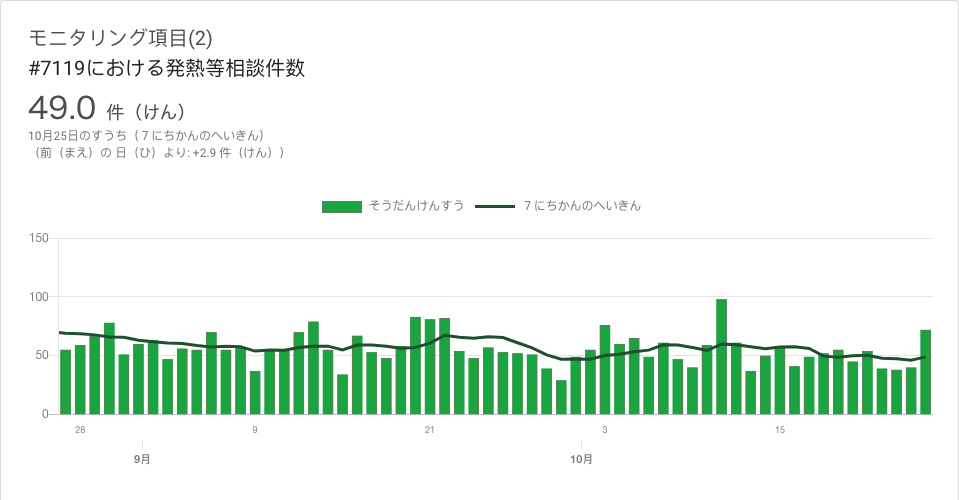 モニタリング項目(2)
#7119における発熱等相談件数
49.0 件（けん）
10月25日のすうち（７にちかんのへいきん）
（前（まえ）の 日（ひ）より: +2.9 件（けん））
そうだんけんすう ７にちかんのへいきん
150
100
50
0
28 9 21 3 15
9月 10月